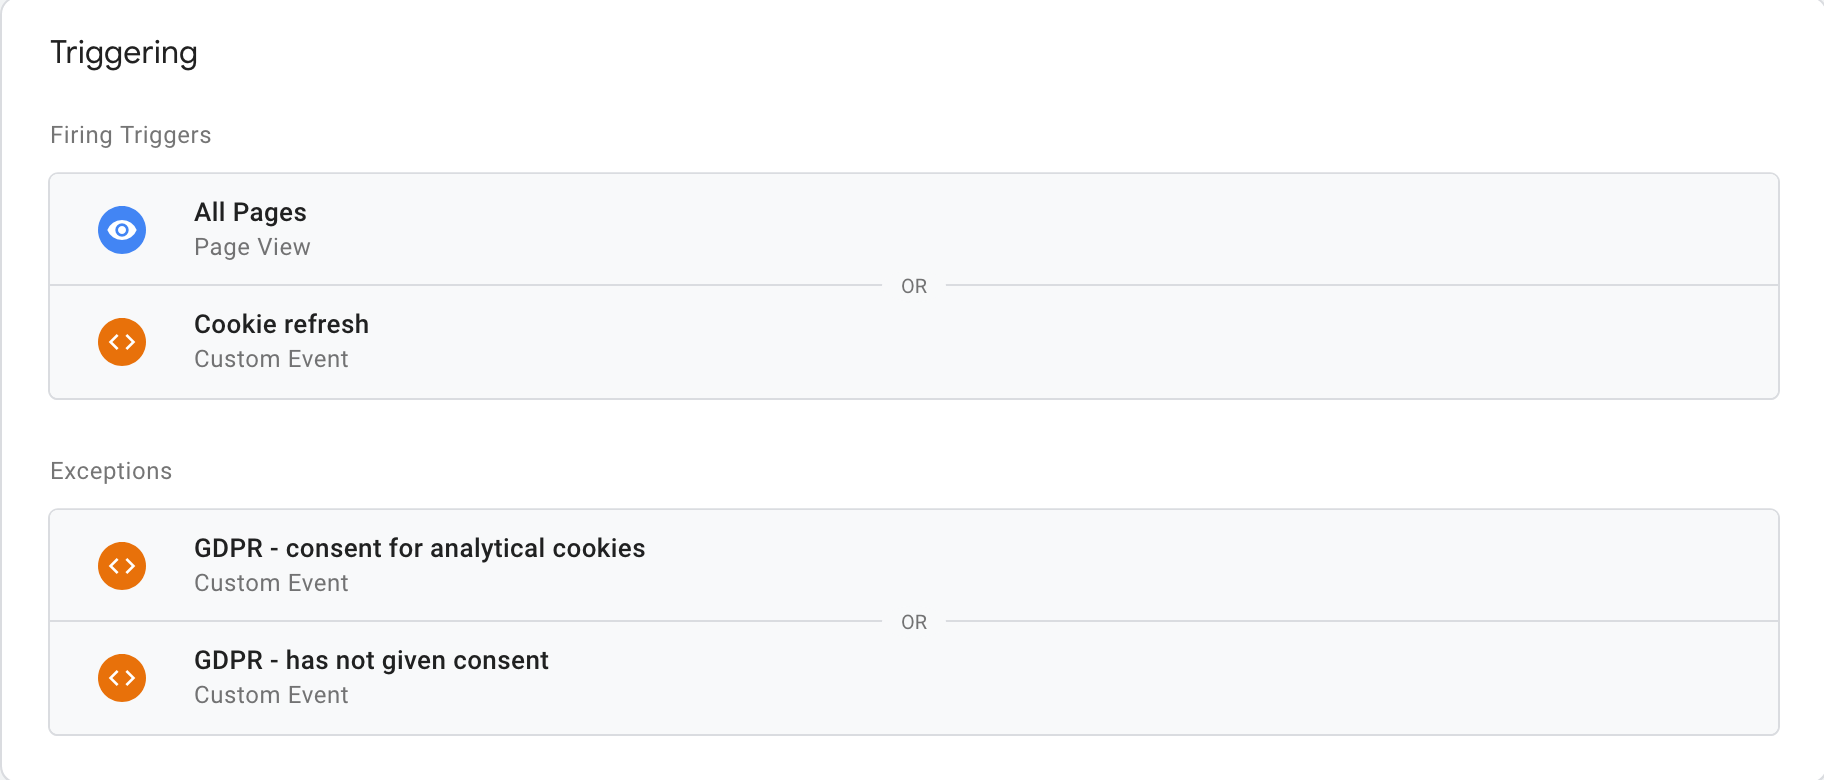 Triggering
Firing Triggers
All Pages
Page View
OR
Cookie refresh
Custom Event
Exceptions
GDPR - consent for analytical cookies
Custom Event
OR
GDPR - has not given consent
Custom Event